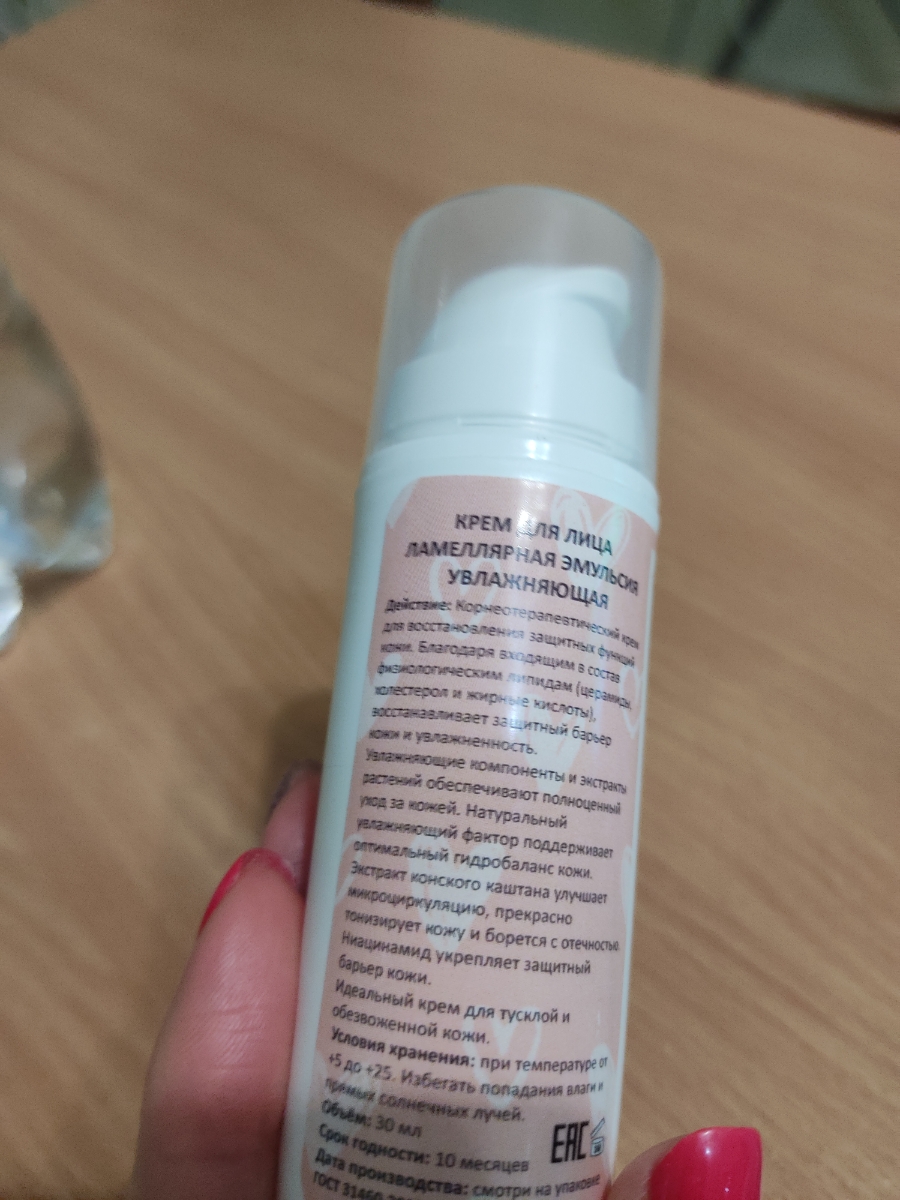 КРЕМ ДЛЯ ЛИЦА
ЛАМЕЛЛЯРНАЯ ЭМУЛЬСИЯ
УВЛАЖНЯЮЩАЯ
Действие: Корнеотерапевтический крем
для восстановления защитных функций
кожи. Благодаря входящим в состав
физиологическим липидам (церамиды,
холестерол и жирные кислоты),
восстанавливает защитный барьер
кожи и увлажненность.
Увлажняющие компоненты и экстракты
растений обеспечивают полноценный
уход за кожей. Натуральный
увлажняющий фактор поддерживает
оптимальный гидробаланс кожи.
Экстракт конского каштана улучшает
микроциркуляцию, прекрасно
тонизирует кожу и борется с отечностью.
Ниацинамид укрепляет защитный
барьер кожи.
Идеальный крем для тусклой и
обезвоженной кожи.
Условия хранения: при температуре от
+5 до +25. Избегать попадания влаги и
прямых солнечных лучей.
Объём: 30 мл
Срок годности: 10 месяцев
EAC
Дата производства: смотри на упаковке
ГОСТ 31460